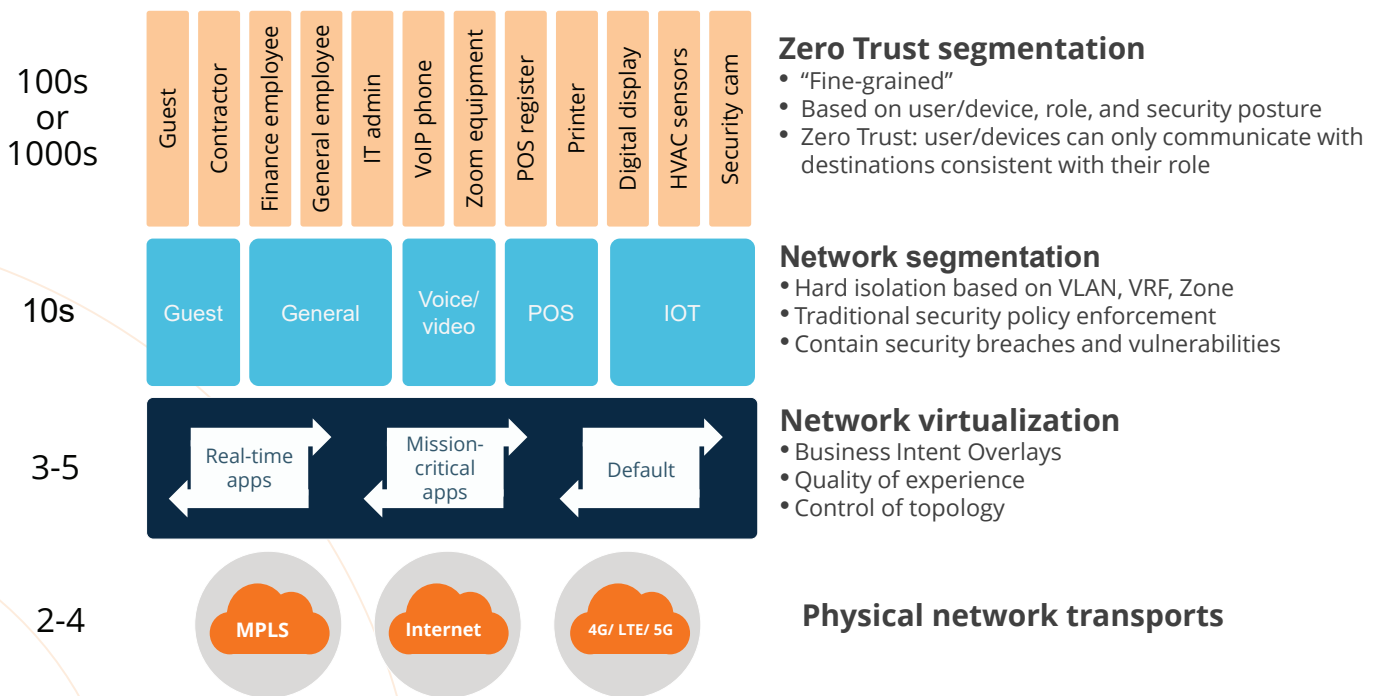 100s
or
1000s
Guest
Contractor
Finance employee
General employee
IT admin
VoIP phone
Zoom equipment
POS register
Printer
Digital display
HVAC sensors
Security cam
Zero Trust segmentation
• “Fine-grained”
• Based on user/device, role, and security posture
• Zero Trust: user/devices can only communicate with
destinations consistent with their role
10s
Guest
General
Voice/
video
POS
IOT
Network segmentation
• Hard isolation based on VLAN, VRF, Zone
• Traditional security policy enforcement
• Contain security breaches and vulnerabilities
3-5
Real-time
apps
Mission-
critical
apps
Default
Network virtualization
• Business Intent Overlays
• Quality of experience
• Control of topology
2-4
MPLS
Internet
4G/ LTE/ 5G
Physical network transports